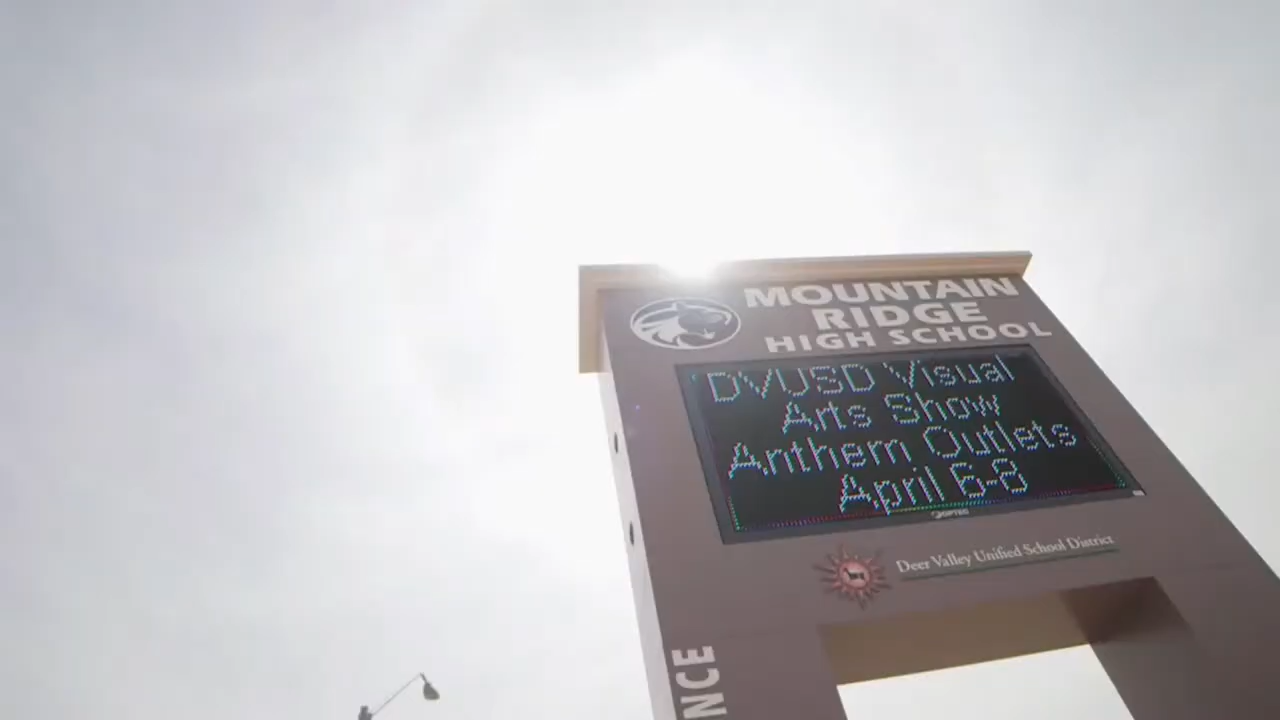 MOUNTAIN
RIDGE
HIGH SCHOOL
DVUSD Visual
Arts Show
Anthem Outlets
April 6-8
Deer Valley Unified School District
NCE